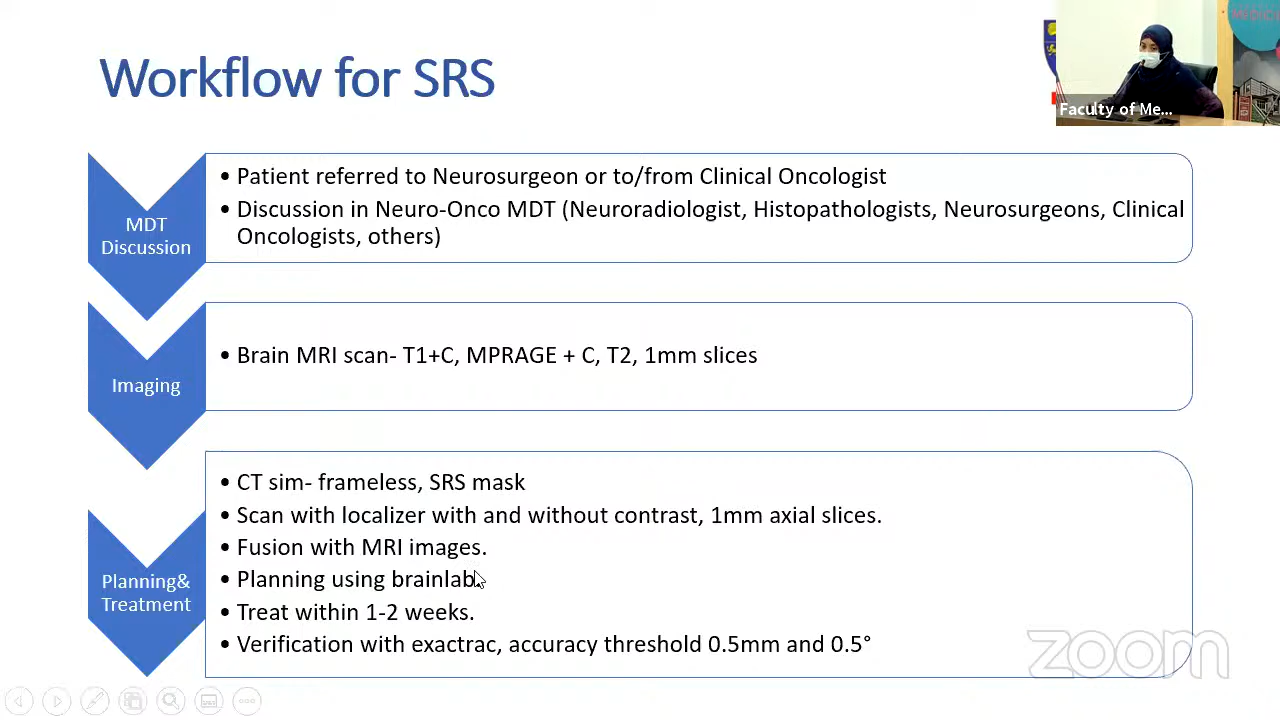 Workflow for SRS
Faculty of Me...
MDT
Discussion
• Patient referred to Neurosurgeon or to/from Clinical Oncologist
• Discussion in Neuro-Onco MDT (Neuroradiologist, Histopathologists, Neurosurgeons, Clinical
Oncologists, others)
Imaging
• Brain MRI scan- T1+C, MPRAGE + C, T2, 1mm slices
Planning&
Treatment
• CT sim- frameless, SRS mask
• Scan with localizer with and without contrast, 1mm axial slices.
• Fusion with MRI images.
• Planning using brainlab
• Treat within 1-2 weeks.
• Verification with exactrac, accuracy threshold 0.5mm and 0.5°
zoom